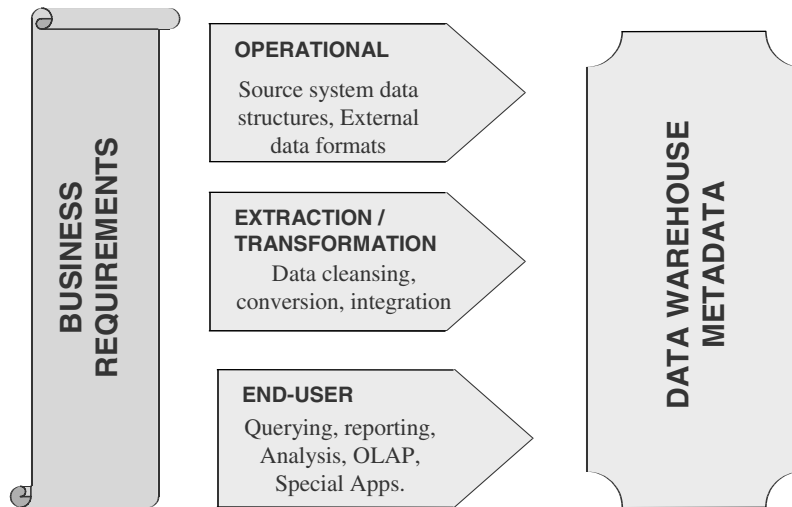 BUSINESS
REQUIREMENTS
OPERATIONAL
Source system data
structures, External
data formats
EXTRACTION /
TRANSFORMATION
Data cleansing,
conversion, integration
END-USER
Querying, reporting,
Analysis, OLAP,
Special Apps.
DATA WAREHOUSE
METADATA